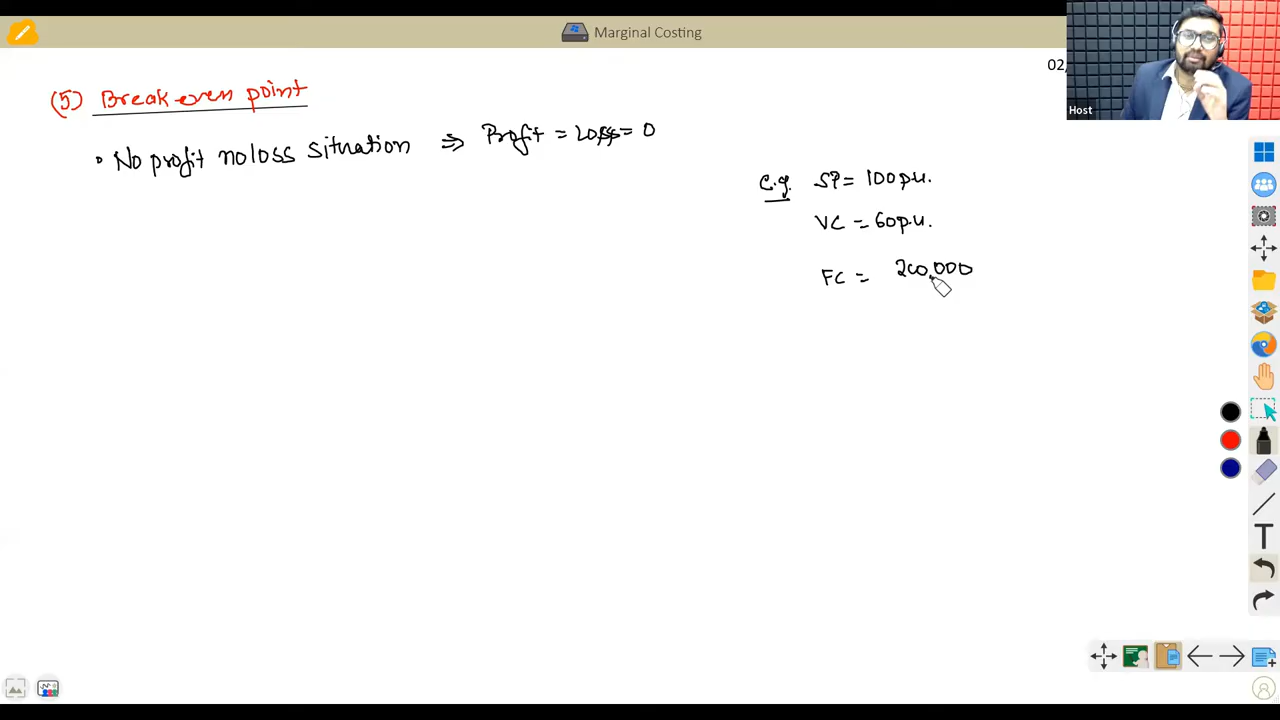 Marginal Costing
02,
Host
(5) Break even point
• No profit no loss situation ⇒ Profit = Loss = 0
e.g. SP = 100 p.u.
VC = 60 p.u.
FC = 200,000
T